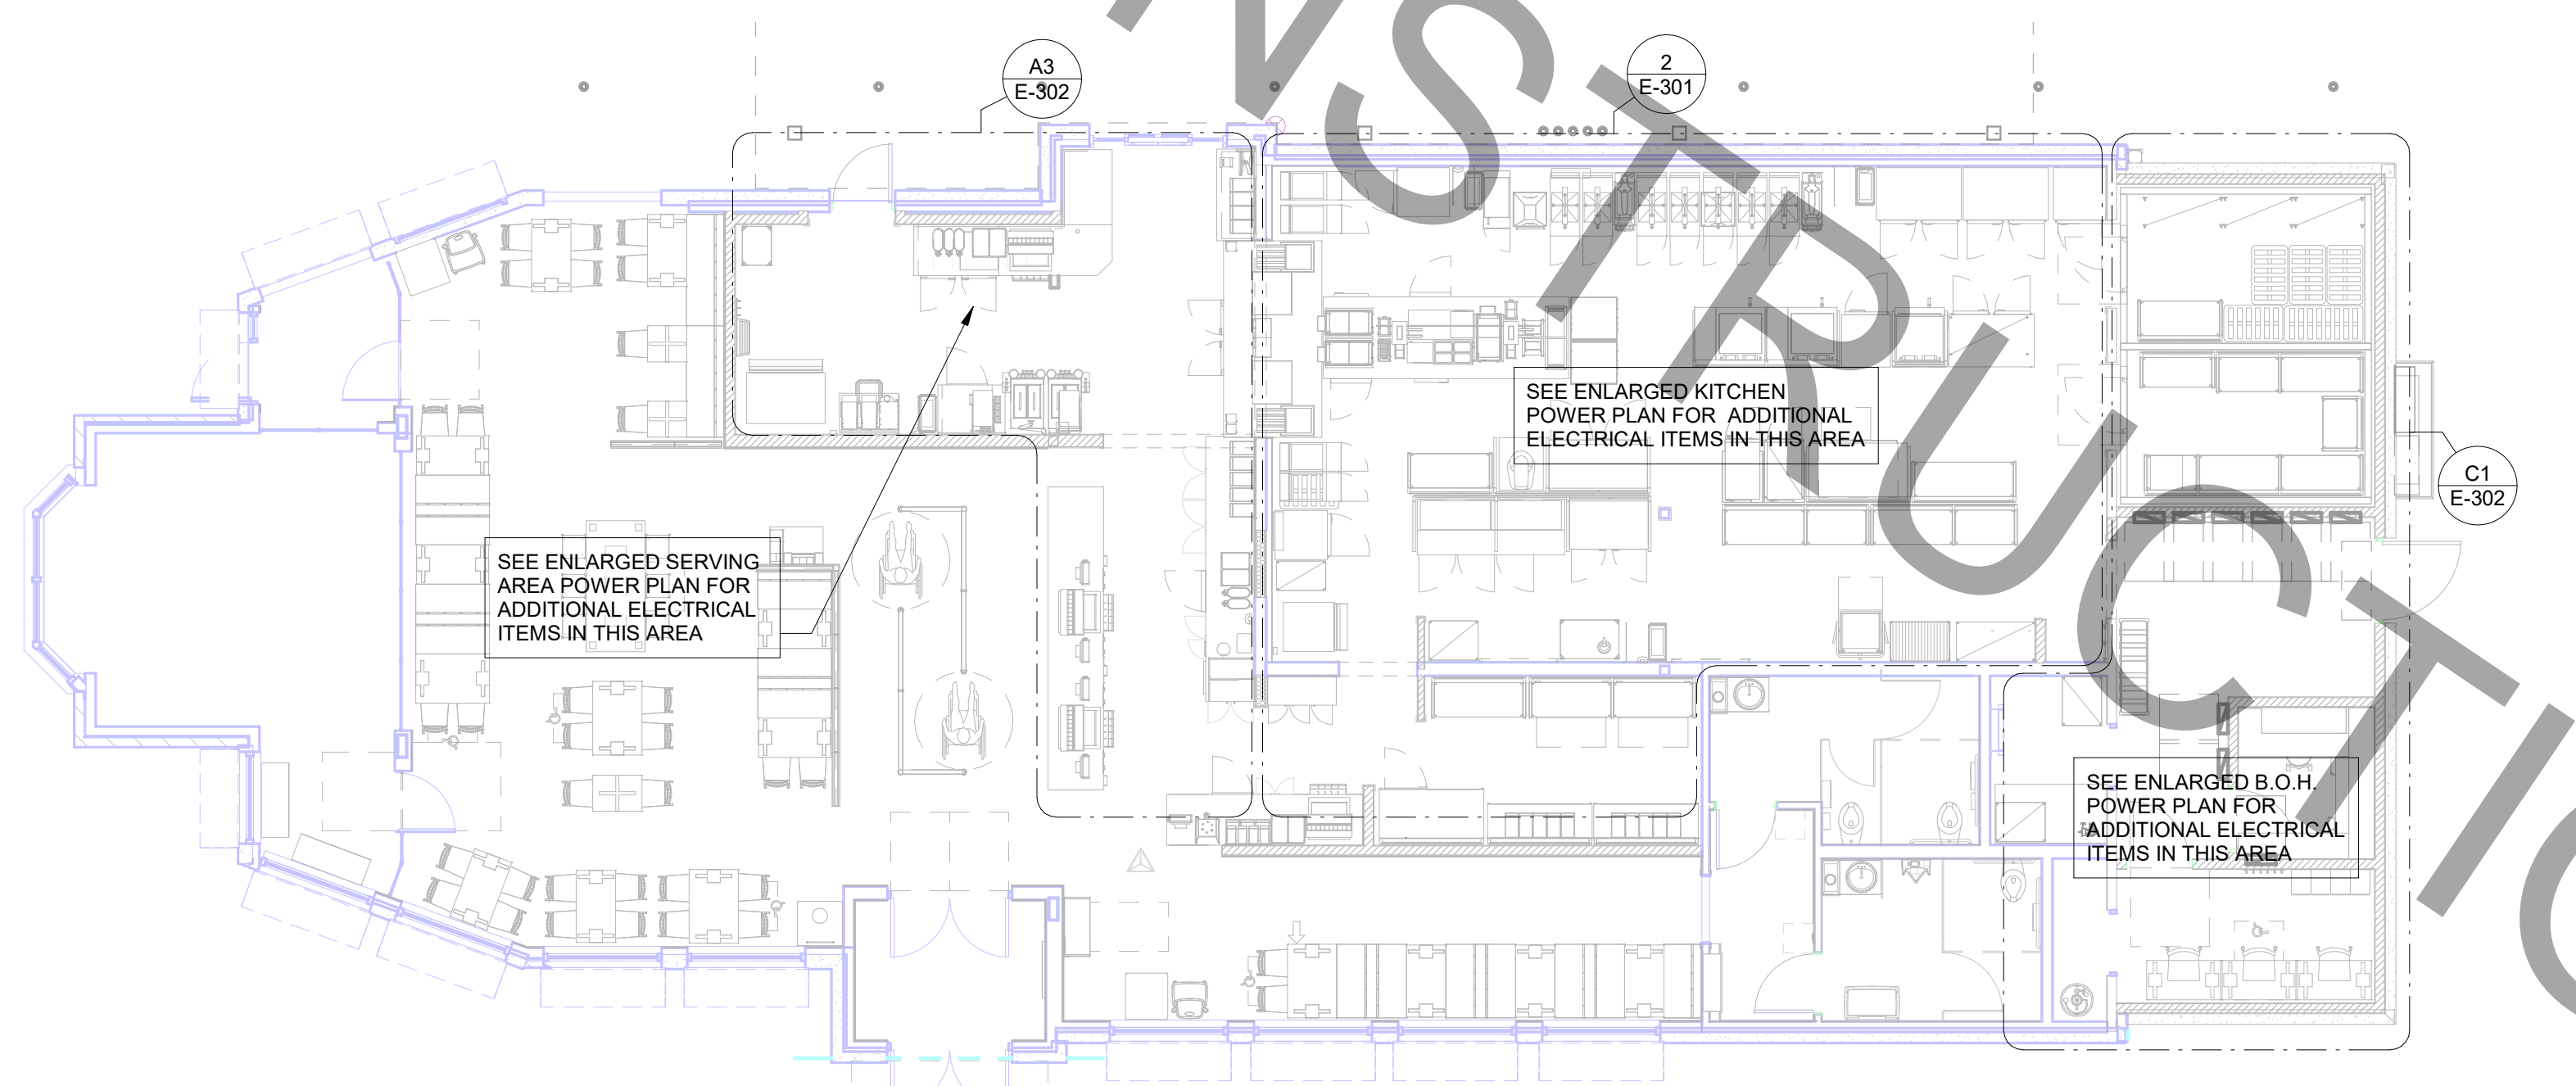 A3
E-302
2
E-301
SEE ENLARGED KITCHEN
POWER PLAN FOR ADDITIONAL
ELECTRICAL ITEMS IN THIS AREA
C1
E-302
SEE ENLARGED SERVING
AREA POWER PLAN FOR
ADDITIONAL ELECTRICAL
ITEMS IN THIS AREA
SEE ENLARGED B.O.H.
POWER PLAN FOR
ADDITIONAL ELECTRICAL
ITEMS IN THIS AREA
NSTRUCTIO